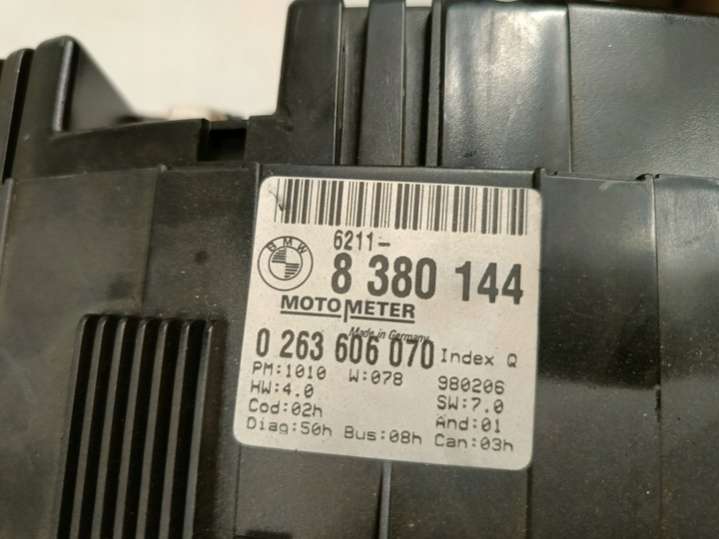 BMW
6211-
8 380 144
MOTOMETER
Made in Germany
0 263 606 070 Index Q
PM:1010 W:078 980206
HW:4.0 SW:7.0
Cod:02h Änd:01
Diag:50h Bus:08h Can:03h